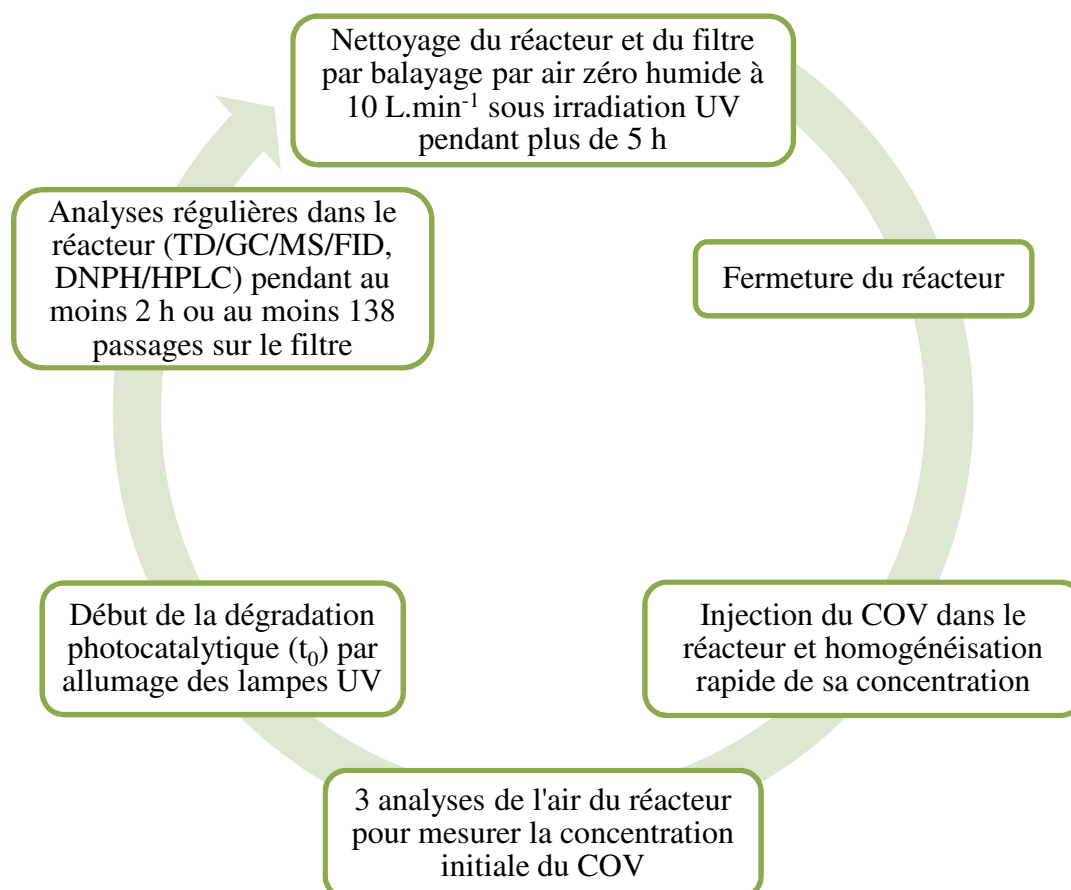 Nettoyage du réacteur et du filtre
par balayage par air zéro humide à
10 L.min⁻¹ sous irradiation UV
pendant plus de 5 h
Fermeture du réacteur
Injection du COV dans le
réacteur et homogénéisation
rapide de sa concentration
3 analyses de l'air du réacteur
pour mesurer la concentration
initiale du COV
Début de la dégradation
photocatalytique (t₀) par
allumage des lampes UV
Analyses régulières dans le
réacteur (TD/GC/MS/FID,
DNPH/HPLC) pendant au
moins 2 h ou au moins 138
passages sur le filtre